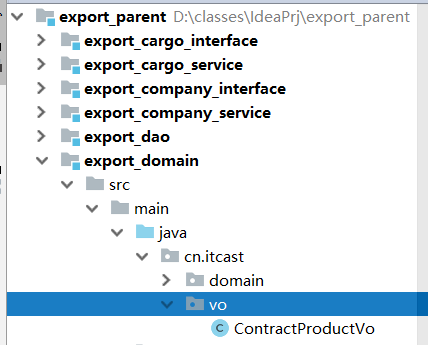 export_parent D:\classes\IdeaPrj\export_parent
export_cargo_interface
export_cargo_service
export_company_interface
export_company_service
export_dao
export_domain
src
main
java
cn.itcast
domain
vo
C ContractProductVo